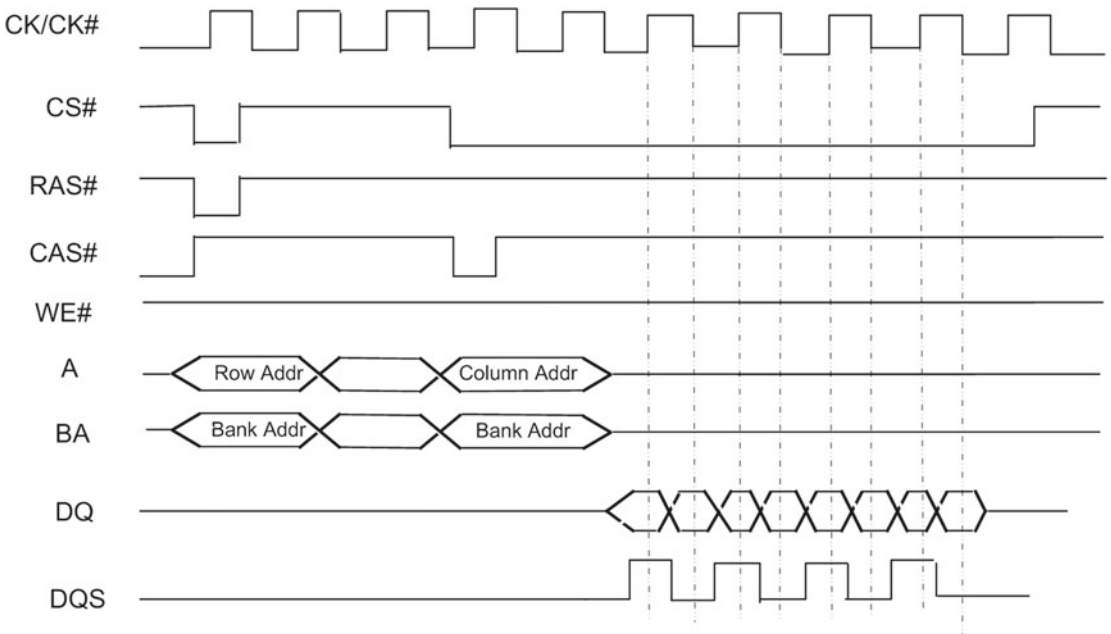 CK/CK#
CS#
RAS#
CAS#
WE#
A
Row Addr
Column Addr
BA
Bank Addr
Bank Addr
DQ
DQS